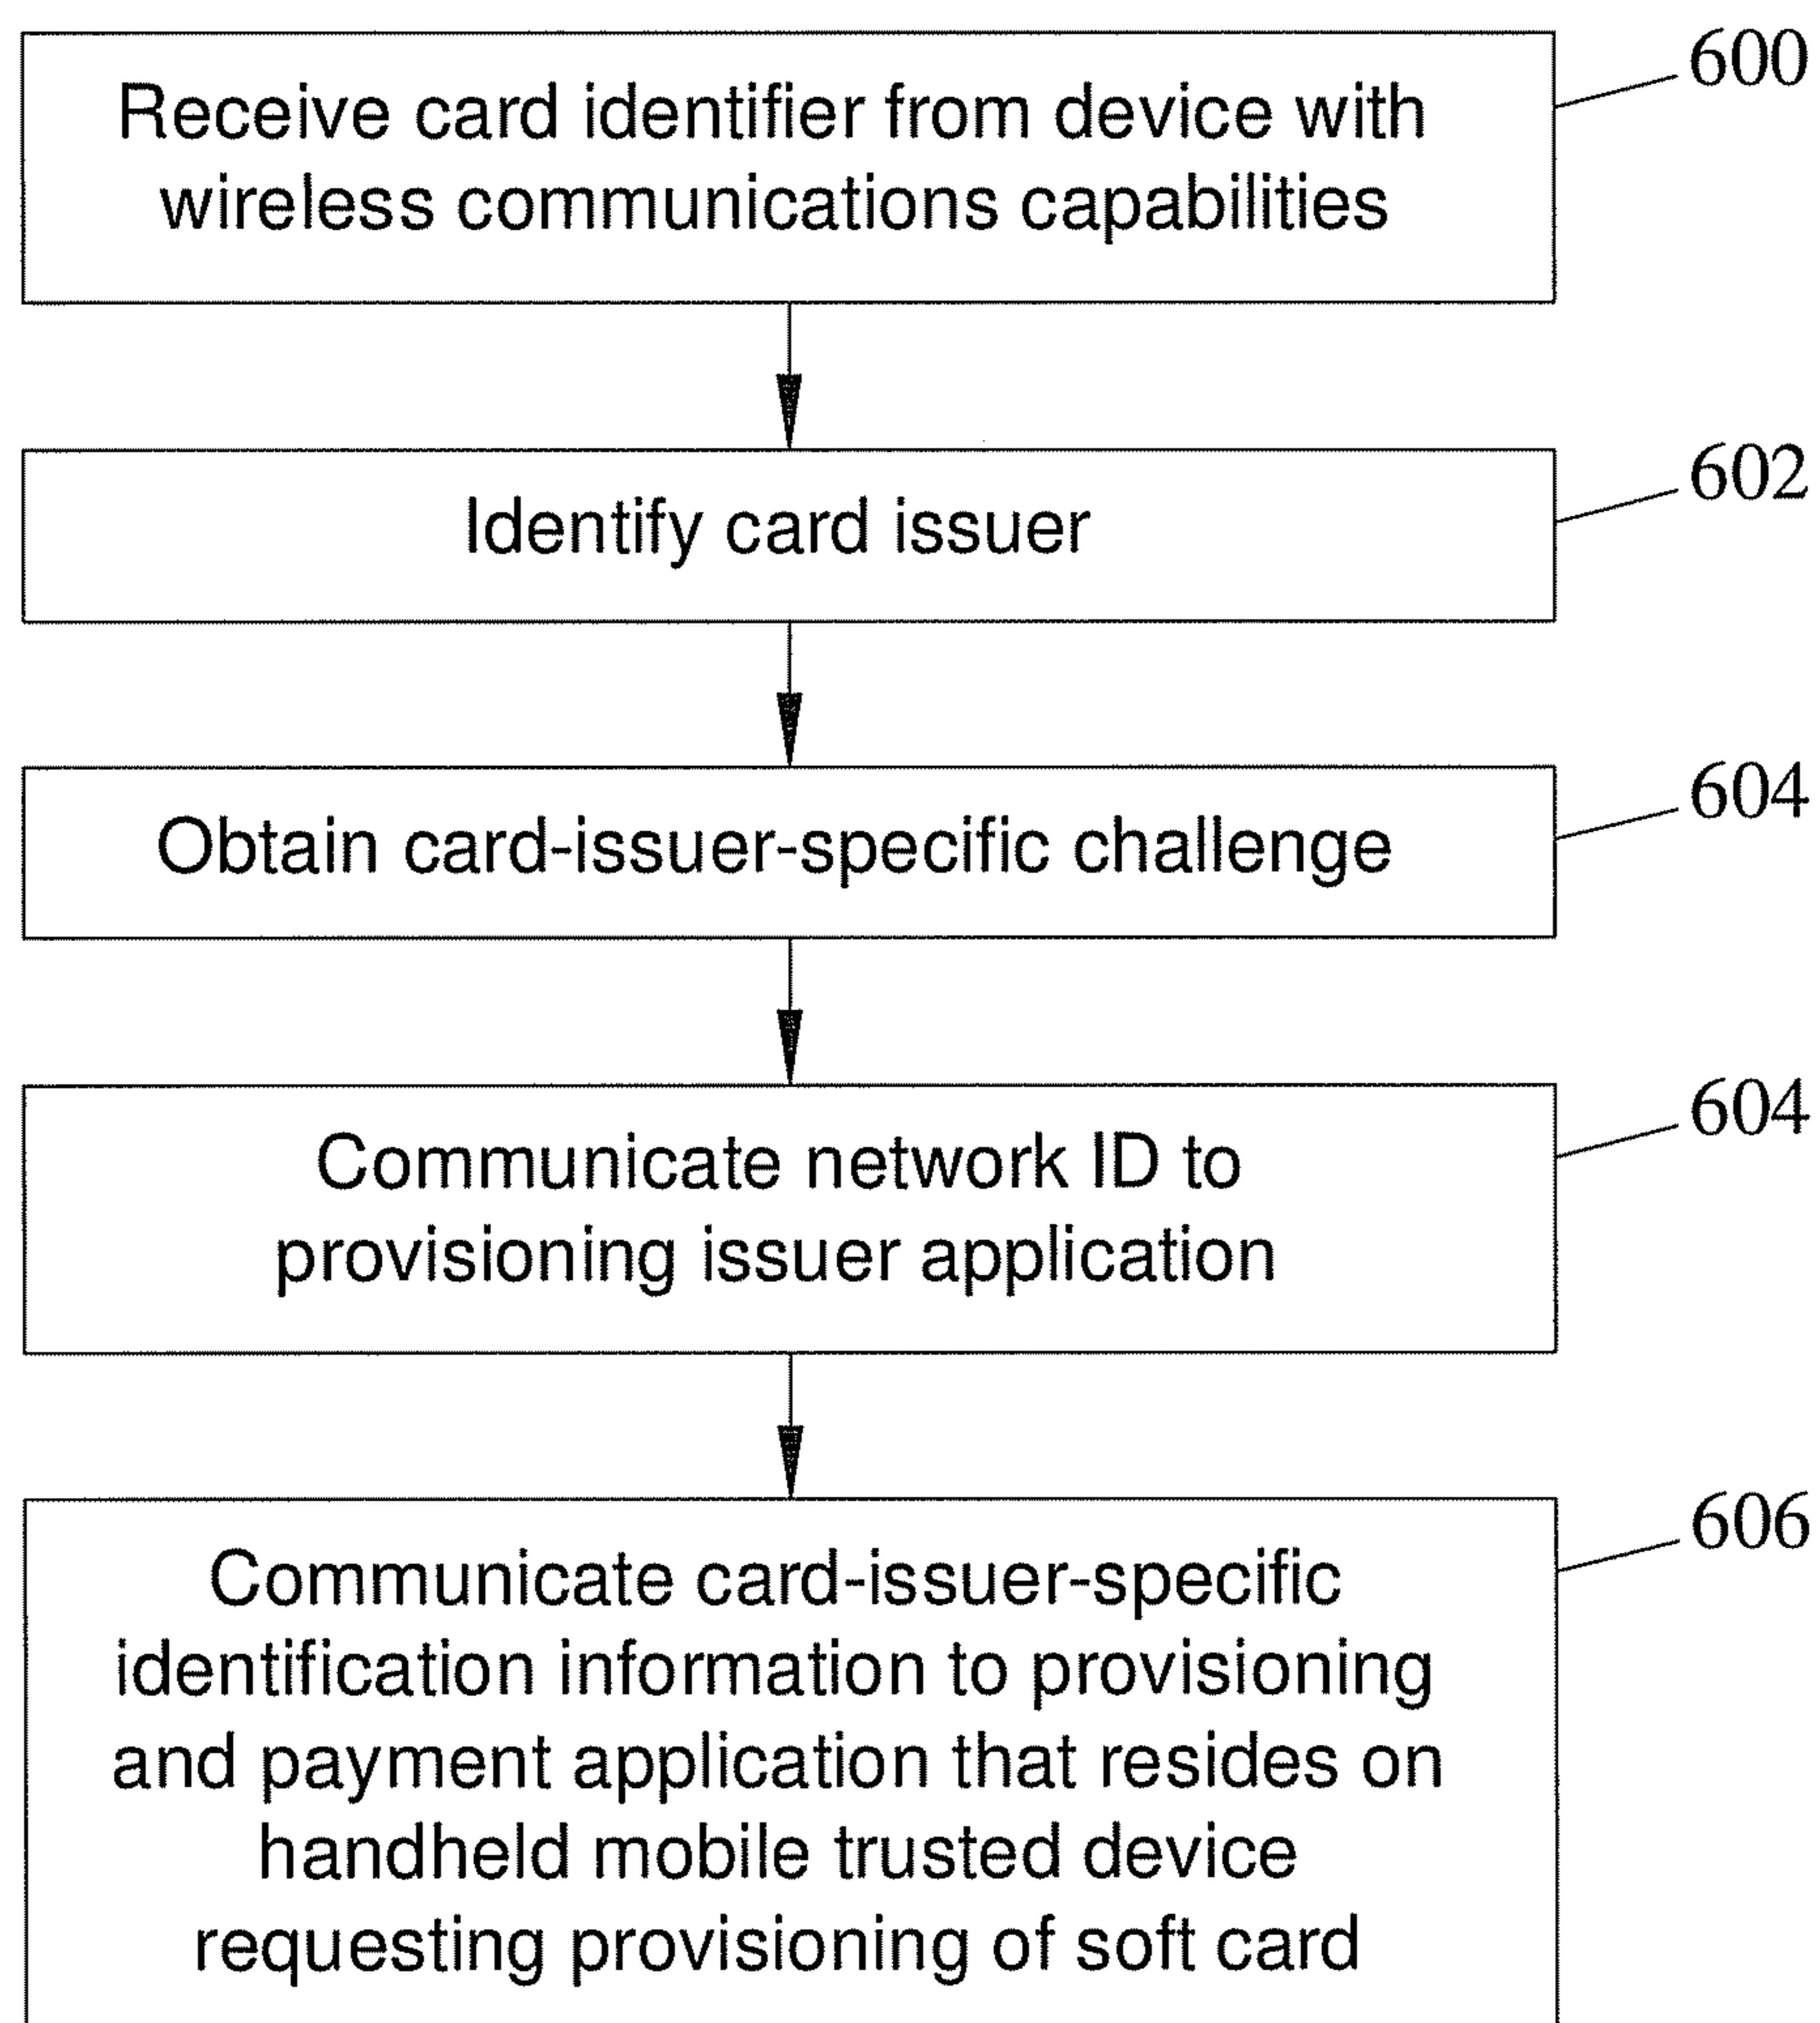 600
Receive card identifier from device with
wireless communications capabilities
602
Identify card issuer
604
Obtain card-issuer-specific challenge
604
Communicate network ID to
provisioning issuer application
606
Communicate card-issuer-specific
identification information to provisioning
and payment application that resides on
handheld mobile trusted device
requesting provisioning of soft card